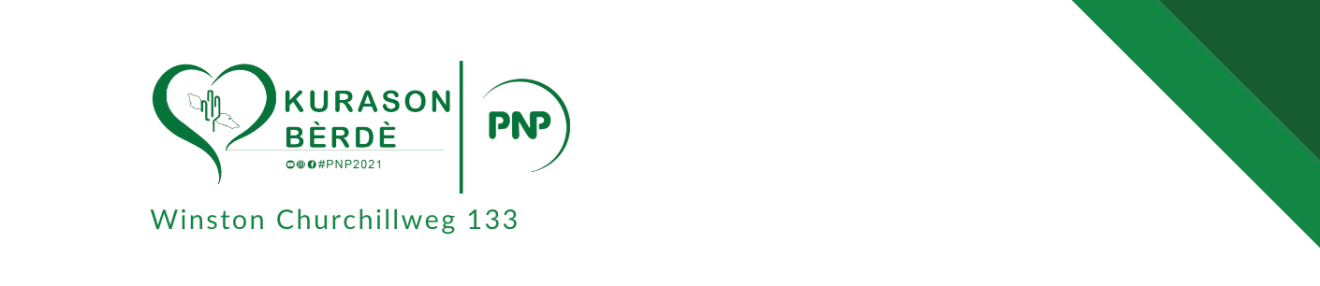 KURASON
BÈRDÈ
#PNP2021
PNP
Winston Churchillweg 133